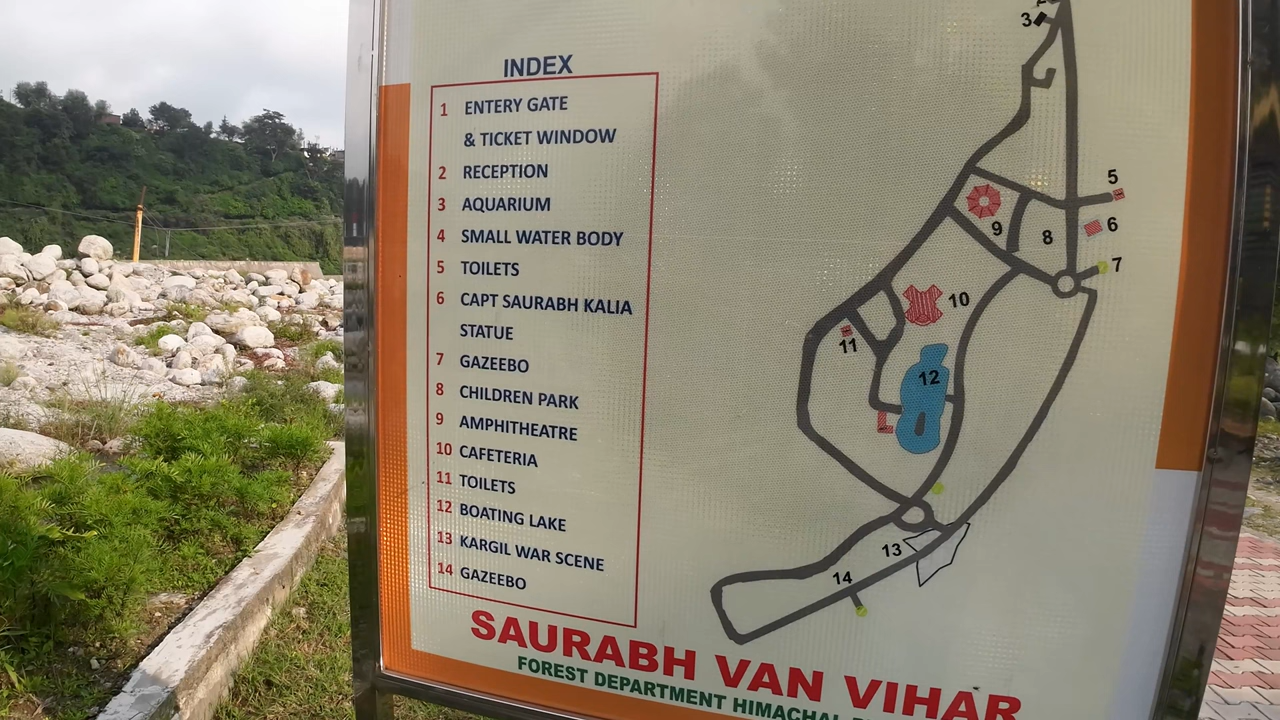 INDEX
1 ENTERY GATE
& TICKET WINDOW
2 RECEPTION
3 AQUARIUM
4 SMALL WATER BODY
5 TOILETS
6 CAPT SAURABH KALIA
STATUE
7 GAZEEBO
8 CHILDREN PARK
9 AMPHITHEATRE
10 CAFETERIA
11 TOILETS
12 BOATING LAKE
13 KARGIL WAR SCENE
14 GAZEEBO
3
5
6
9
8
7
10
11
12
13
14
SAURABH VAN VIHAR
FOREST DEPARTMENT HIMACHAL